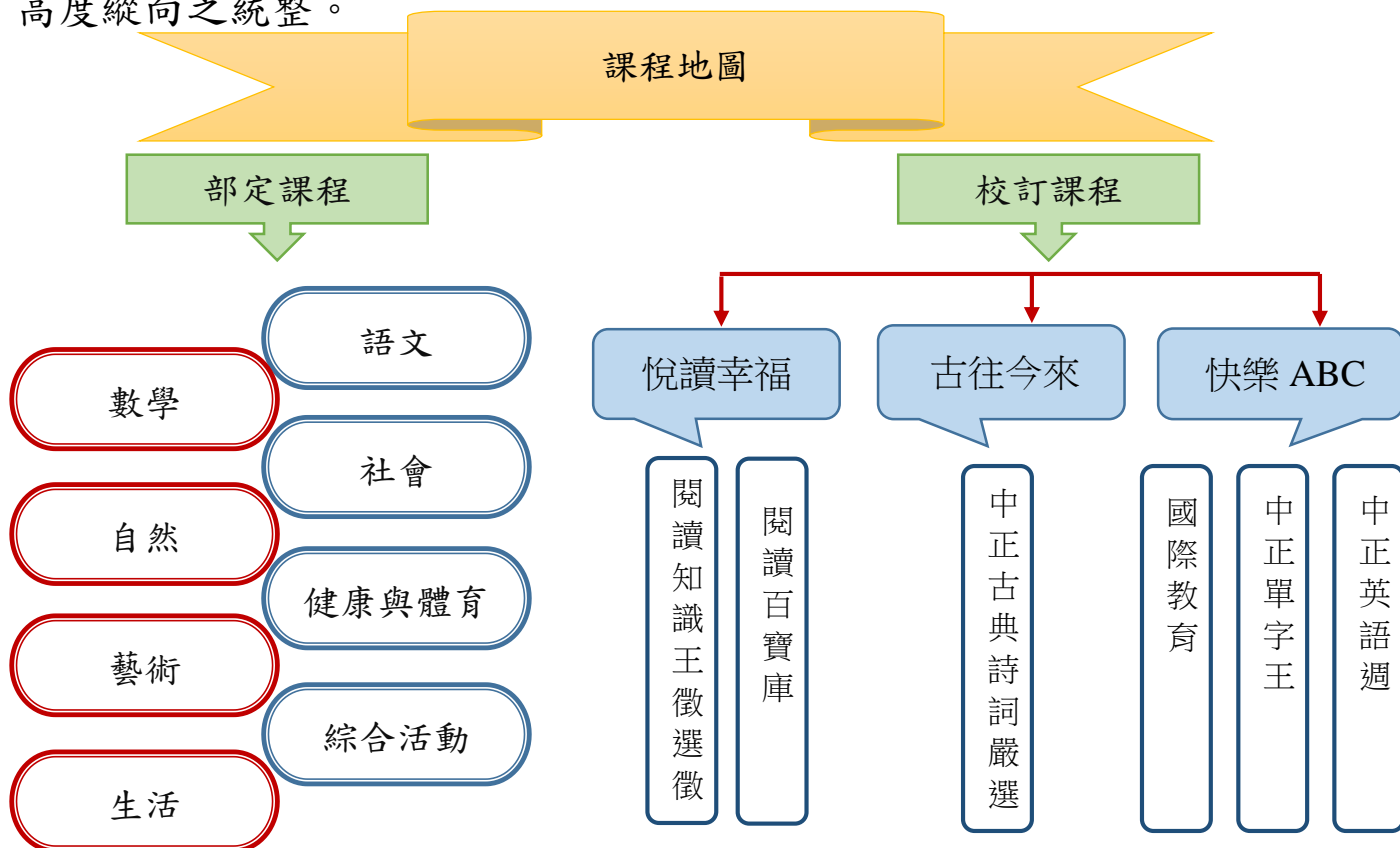 高度縱向之統整。
課程地圖
部定課程
校訂課程
語文
數學
社會
自然
健康與體育
藝術
綜合活動
生活
悅讀幸福
古往今來
快樂 ABC
閱讀知識王徵選徵
閱讀百寶庫
中正古典詩詞嚴選
國際教育
中正單字王
中正英語週